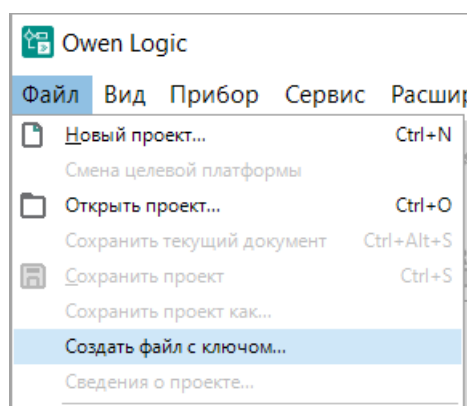 Owen Logic
Файл Вид Прибор Сервис
Новый проект... Ctrl+N
Смена целевой платформы
Открыть проект... Ctrl+O
Сохранить текущий документ Ctrl+Alt+S
Сохранить проект Ctrl+S
Сохранить проект как...
Создать файл с ключом...
Сведения о проекте...